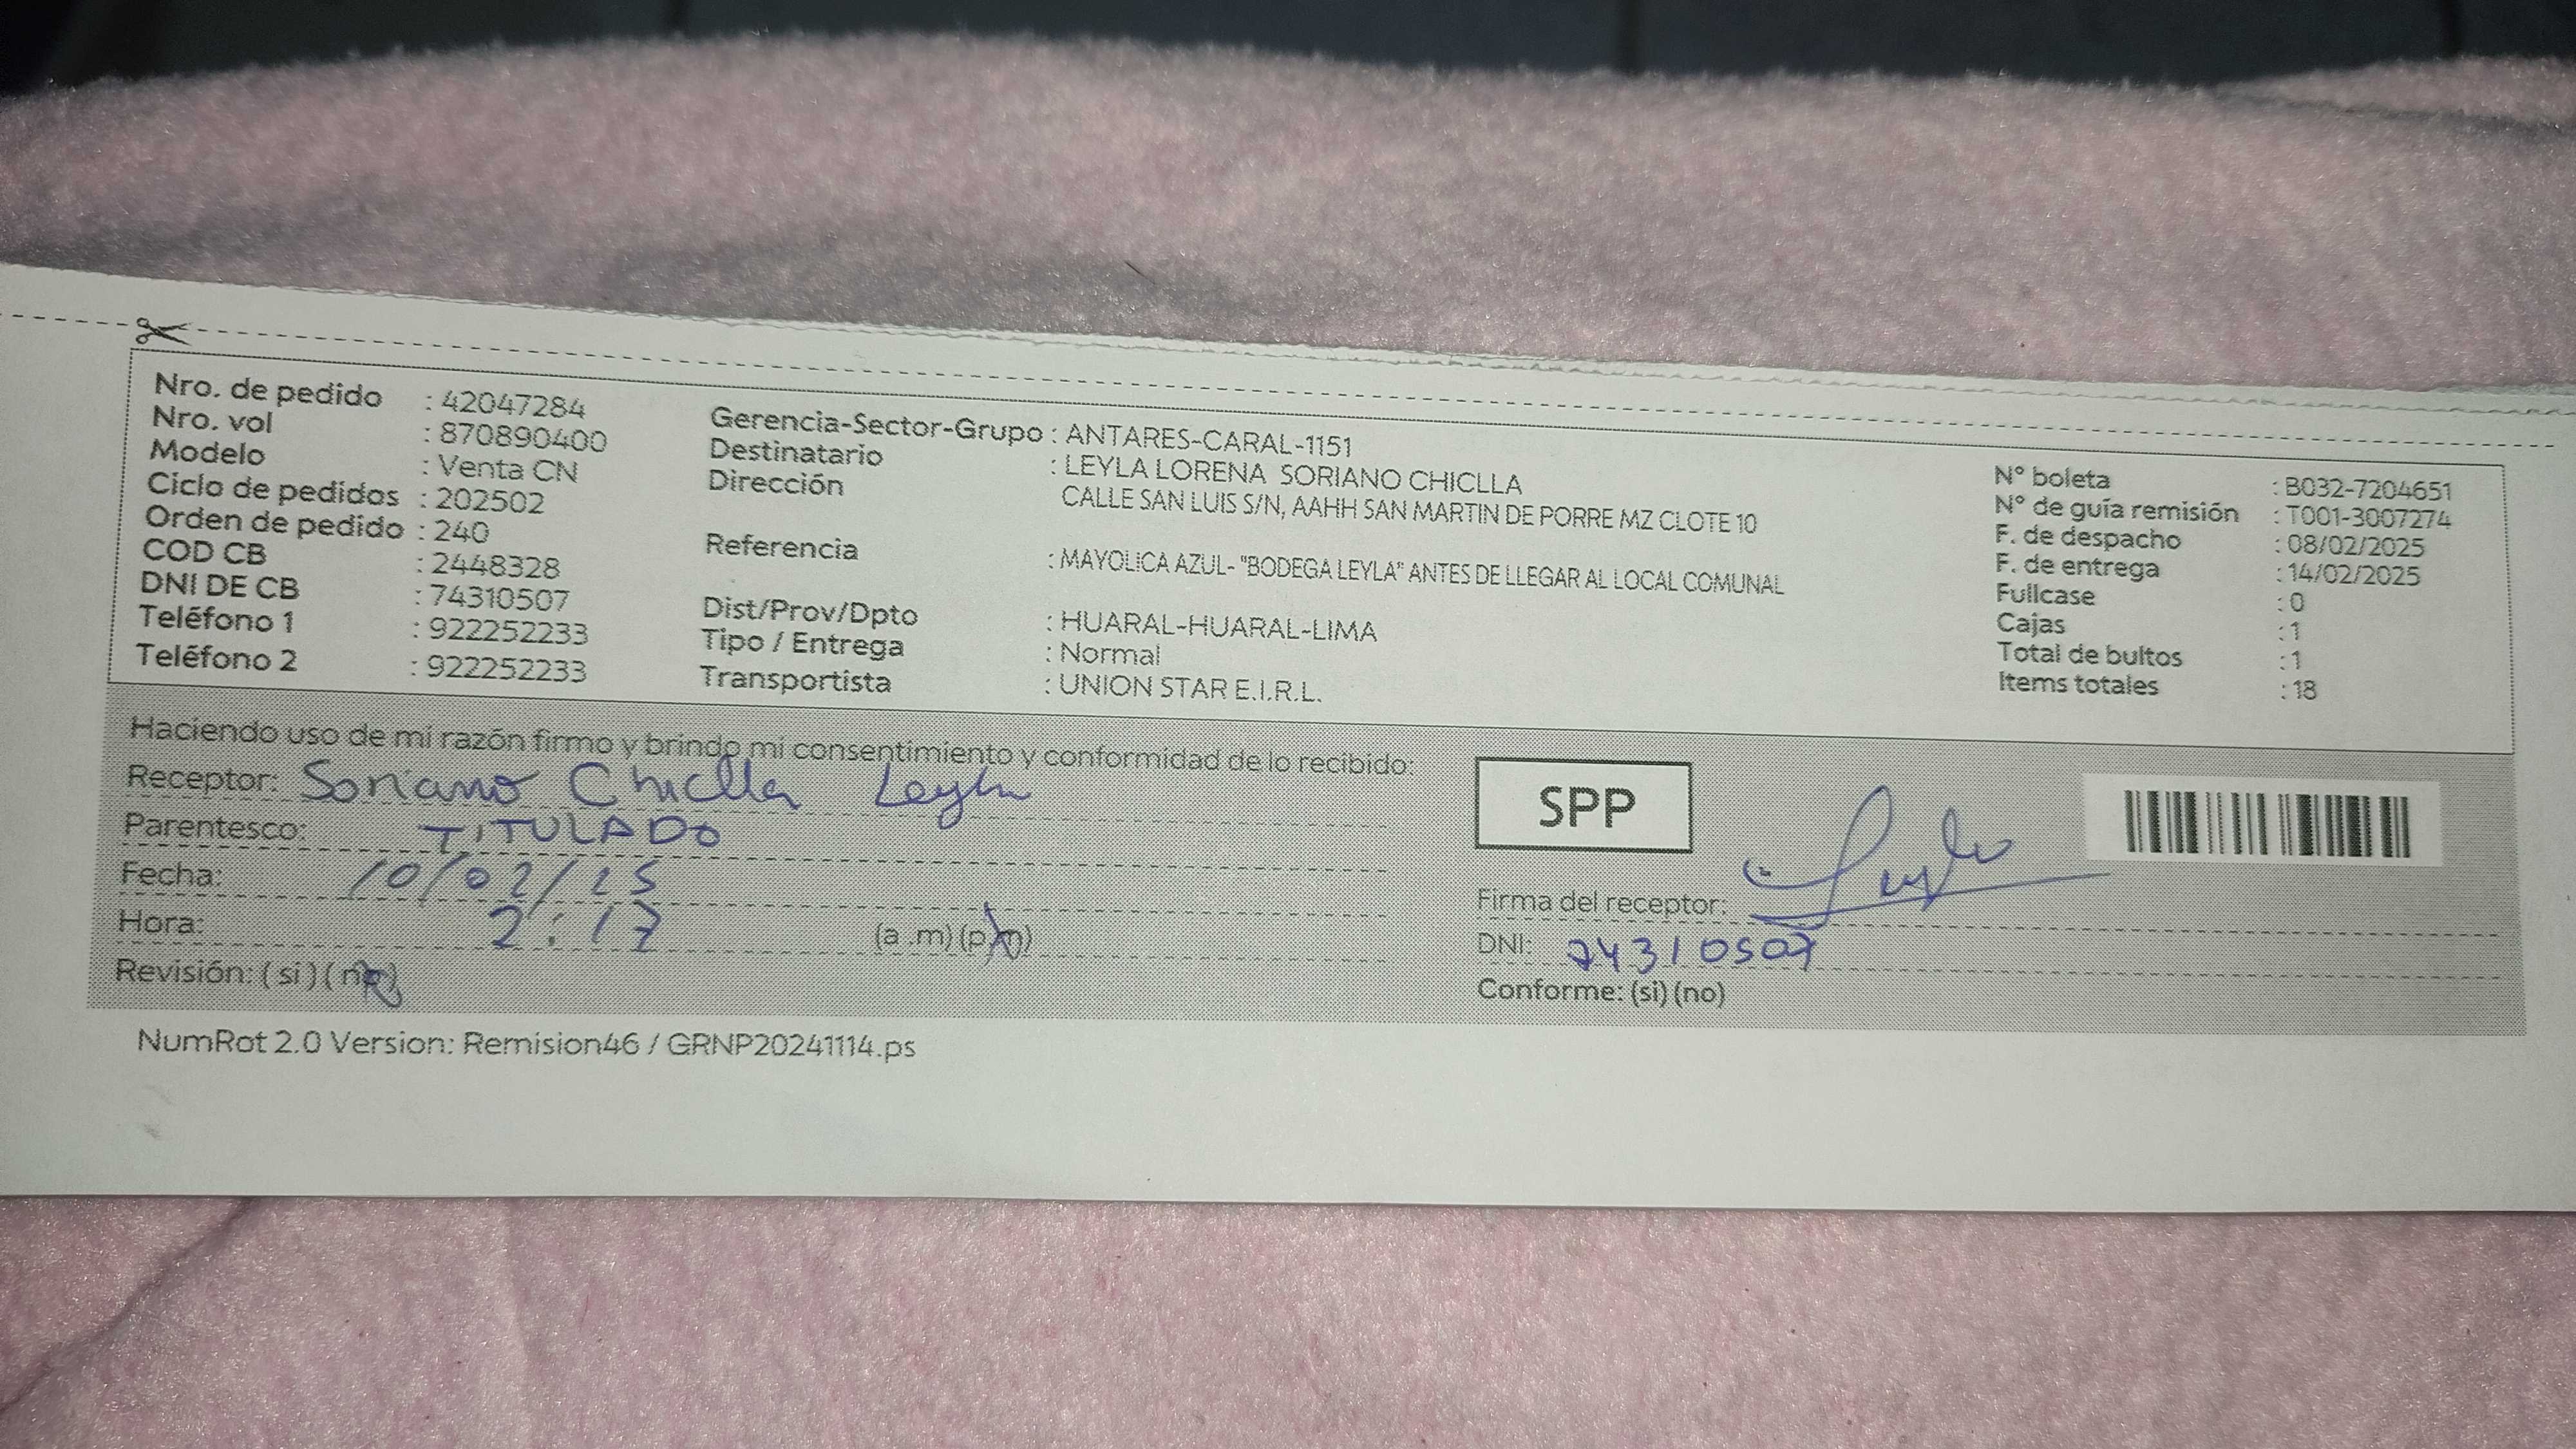 Nro. de pedido : 42047284
Nro. vol : 870890400
Modelo : Venta CN
Ciclo de pedidos : 202502
Orden de pedido : 240
COD CB : 2448328
DNI DE CB : 74310507
Teléfono 1 : 922252233
Teléfono 2 : 922252233
Gerencia-Sector-Grupo : ANTARES-CARAL-1151
Destinatario : LEYLA LORENA SORIANO CHICLLA
Dirección CALLE SAN LUIS S/N, AAHH SAN MARTIN DE PORRE MZ CLOTE 10
Referencia : MAYOLICA AZUL- "BODEGA LEYLA" ANTES DE LLEGAR AL LOCAL COMUNAL
Dist/Prov/Dpto : HUARAL-HUARAL-LIMA
Tipo / Entrega : Normal
Transportista : UNION STAR E.I.R.L.
N° boleta : B032-7204651
N° de guía remisión : T001-3007274
F. de despacho : 08/02/2025
F. de entrega : 14/02/2025
Fullcase : 0
Cajas : 1
Total de bultos : 1
Items totales : 18
Haciendo uso de mi razón firmo y brindo mi consentimiento y conformidad de lo recibido:
Receptor: Soriano Chiclla Leyla
Parentesco: TITULADO
Fecha: 10/02/25
Hora: 2:17 (a .m) (p.m)
Revisión: (si) (no)
SPP
Firma del receptor: Leyla
DNI: 74310507
Conforme: (si) (no)
NumRot 2.0 Version: Remision46 / GRNP20241114.ps